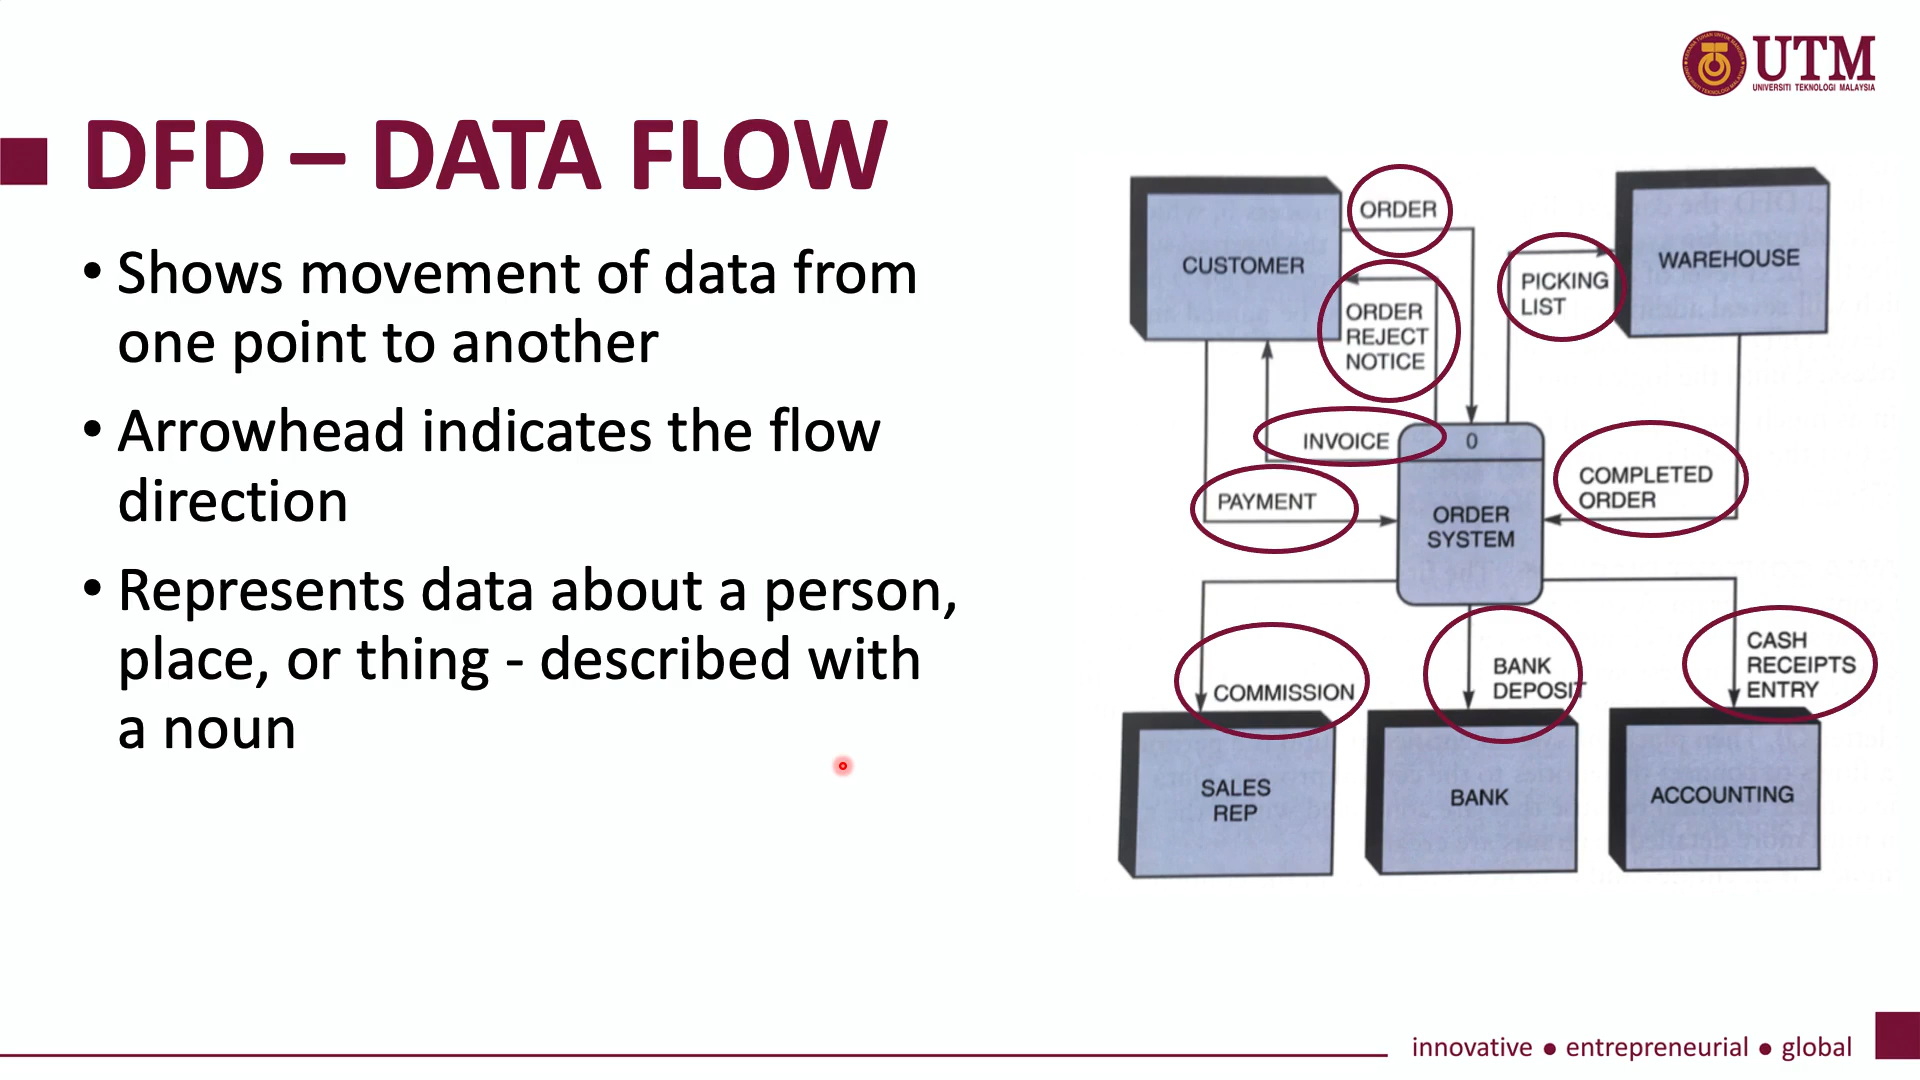 UTM
UNIVERSITI TEKNOLOGI MALAYSIA
DFD – DATA FLOW
• Shows movement of data from
one point to another
• Arrowhead indicates the flow
direction
• Represents data about a person,
place, or thing - described with
a noun
CUSTOMER
ORDER
ORDER
REJECT
NOTICE
PICKING
LIST
WAREHOUSE
INVOICE
0
PAYMENT
ORDER
SYSTEM
COMPLETED
ORDER
COMMISSION
BANK
DEPOSIT
CASH
RECEIPTS
ENTRY
SALES
REP
BANK
ACCOUNTING
innovative ● entrepreneurial ● global